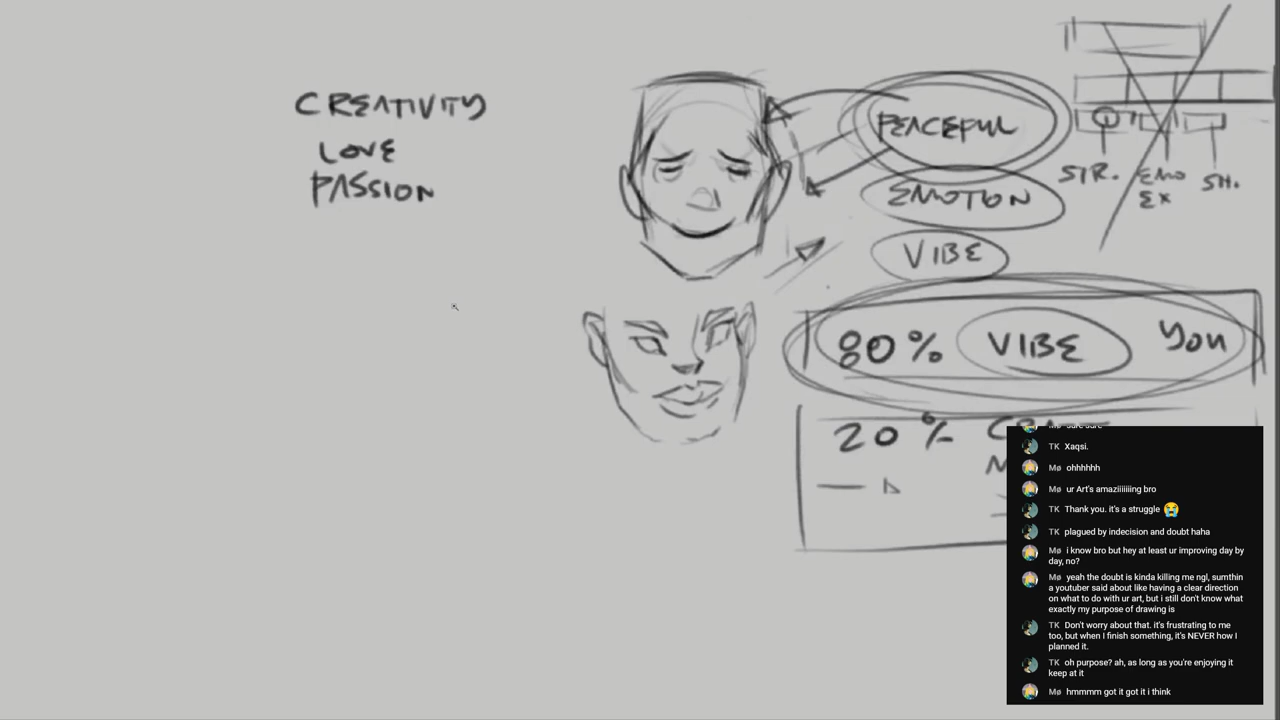 CREATIVITY
LOVE
PASSION
PEACEFUL
EMOTION
VIBE
STR.
EMO
EX
SH.
80% VIBE YOU
20%
TK Xaqsi.
Mø ohhhhhh
Mø ur Art's amaziiiiiiing bro
TK Thank you. it's a struggle 😭
TK plagued by indecision and doubt haha
Mø i know bro but hey at least ur improving day by
day, no?
Mø yeah the doubt is kinda killing me ngl, sumthin
a youtuber said about like having a clear direction
on what to do with ur art, but i still don't know what
exactly my purpose of drawing is
TK Don't worry about that. it's frustrating to me
too, but when I finish something, it's NEVER how I
planned it.
TK oh purpose? ah, as long as you're enjoying it
keep at it
Mø hmmmm got it got it i think